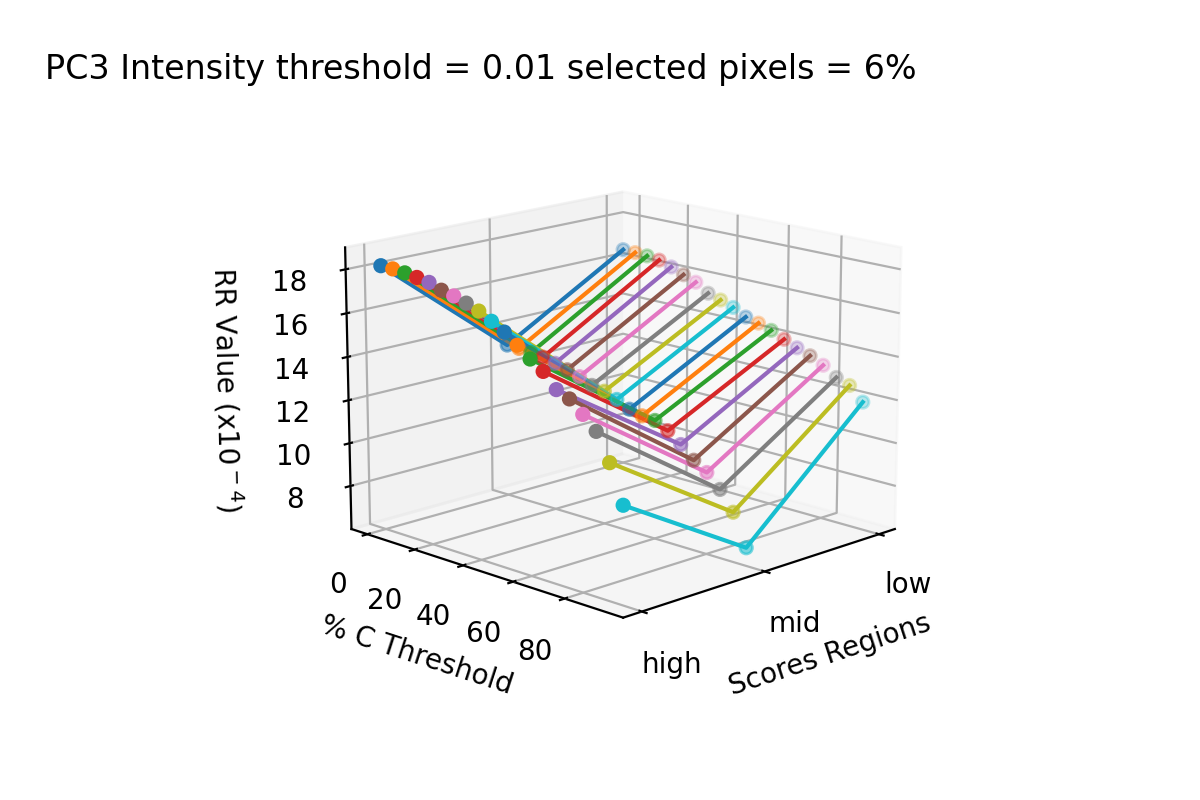 PC3 Intensity threshold = 0.01 selected pixels = 6%
RR Value (x10⁻⁴)
18
16
14
12
10
8
0
20
40
60
80
% C Threshold
high
mid
low
Scores Regions